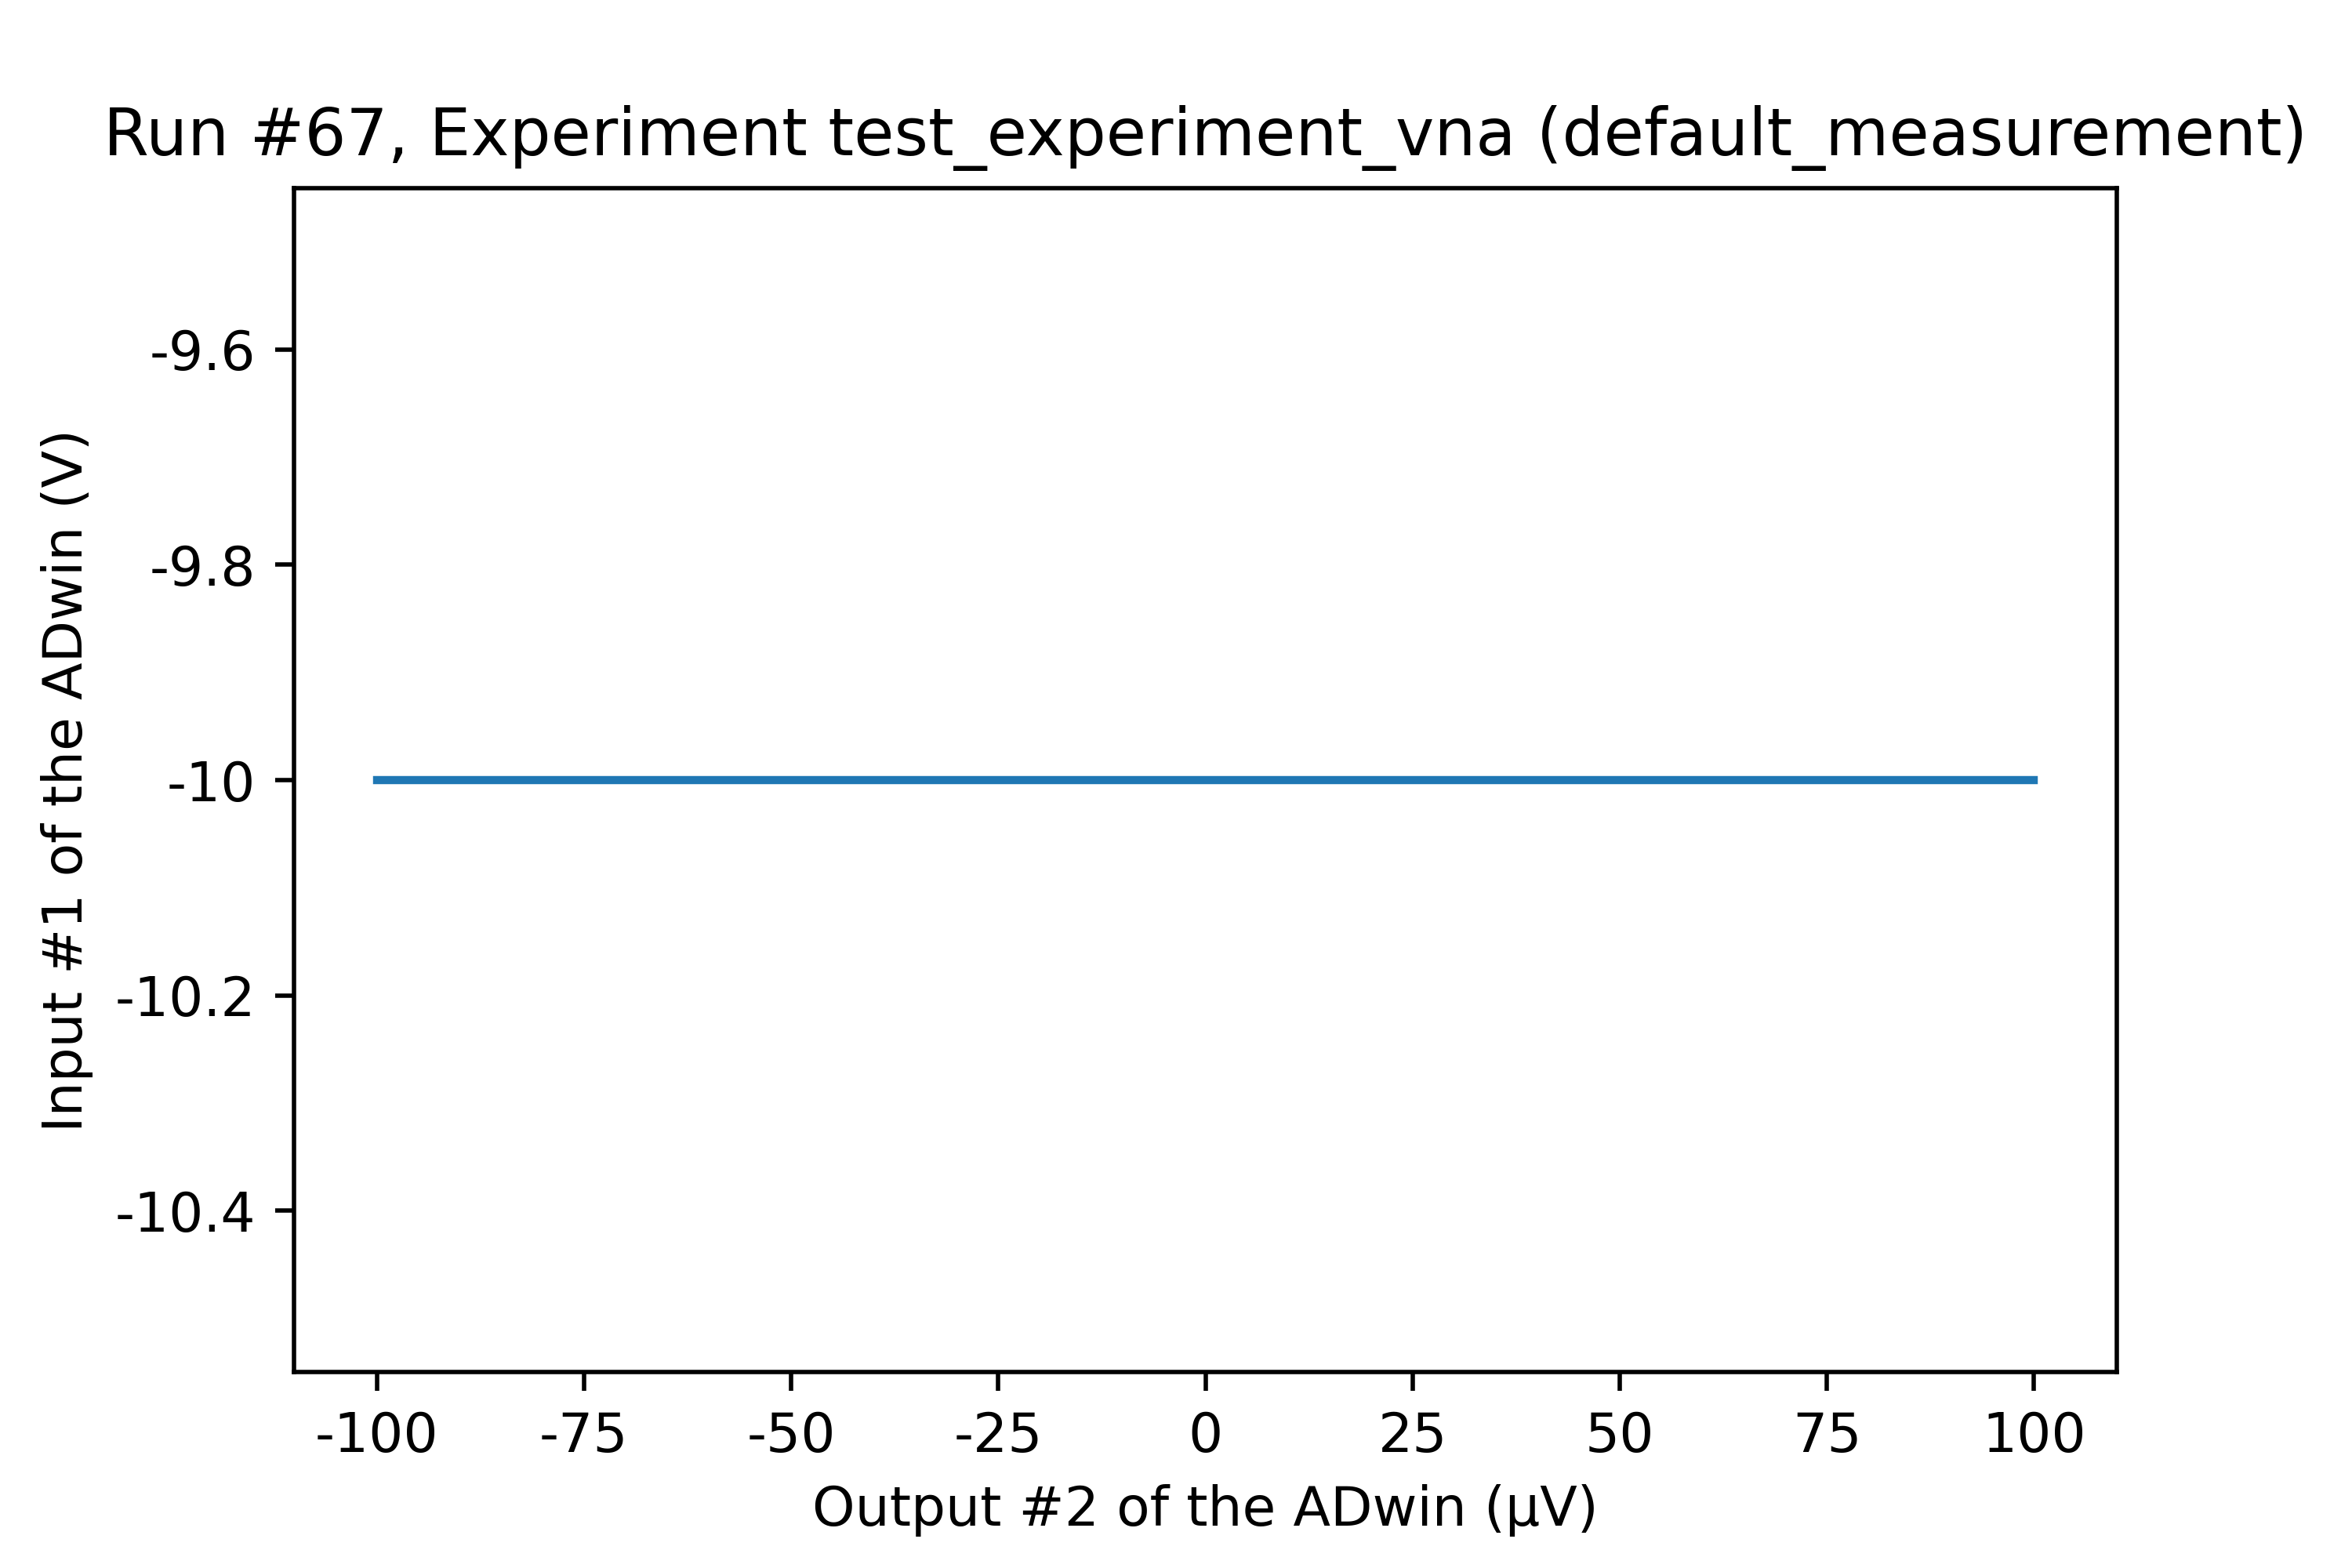 Run #67, Experiment test_experiment_vna (default_measurement)
Input #1 of the ADwin (V)
-9.6
-9.8
-10
-10.2
-10.4
-100 -75 -50 -25 0 25 50 75 100
Output #2 of the ADwin (μV)